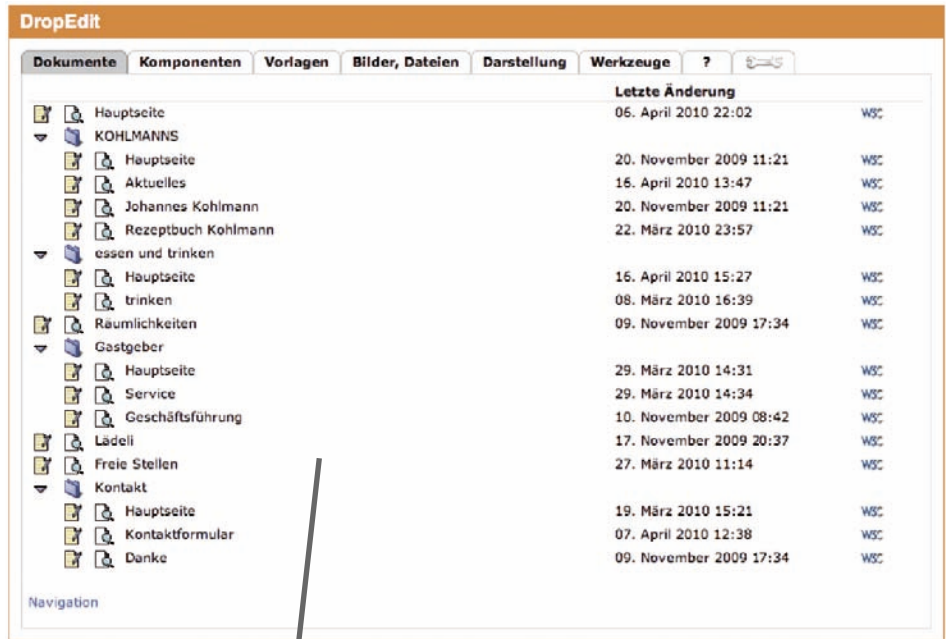 DropEdit
Dokumente Komponenten Vorlagen Bilder, Dateien Darstellung Werkzeuge ?
Letzte Änderung
Hauptseite 06. April 2010 22:02 WSC
KOHLMANNS
Hauptseite 20. November 2009 11:21 WSC
Aktuelles 16. April 2010 13:47 WSC
Johannes Kohlmann 20. November 2009 11:21 WSC
Rezeptbuch Kohlmann 22. März 2010 23:57 WSC
essen und trinken
Hauptseite 16. April 2010 15:27 WSC
trinken 08. März 2010 16:39 WSC
Räumlichkeiten 09. November 2009 17:34 WSC
Gastgeber
Hauptseite 29. März 2010 14:31 WSC
Service 29. März 2010 14:34 WSC
Geschäftsführung 10. November 2009 08:42 WSC
Lädeli 17. November 2009 20:37 WSC
Freie Stellen 27. März 2010 11:14 WSC
Kontakt
Hauptseite 19. März 2010 15:21 WSC
Kontaktformular 07. April 2010 12:38 WSC
Danke 09. November 2009 17:34 WSC
Navigation